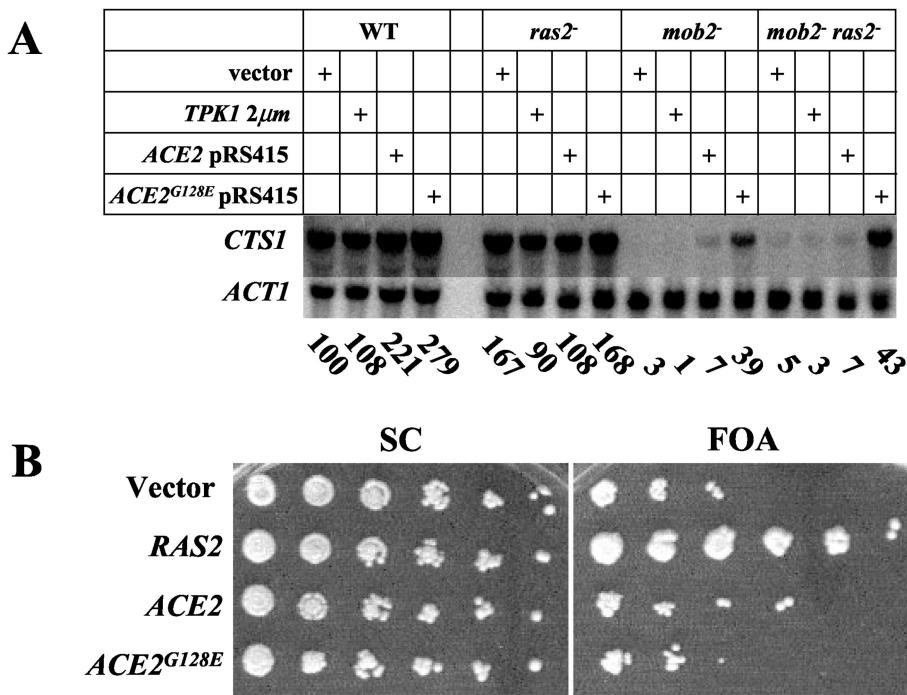 A
WT ras2- mob2- mob2- ras2-
vector + + + +
TPK1 2μm + + + +
ACE2 pRS415 + + + +
ACE2G128E pRS415 + + + +
CTS1
ACT1
100 108 221 279 167 90 108 168 3 1 7 39 5 3 7 43
B
SC FOA
Vector
RAS2
ACE2
ACE2G128E